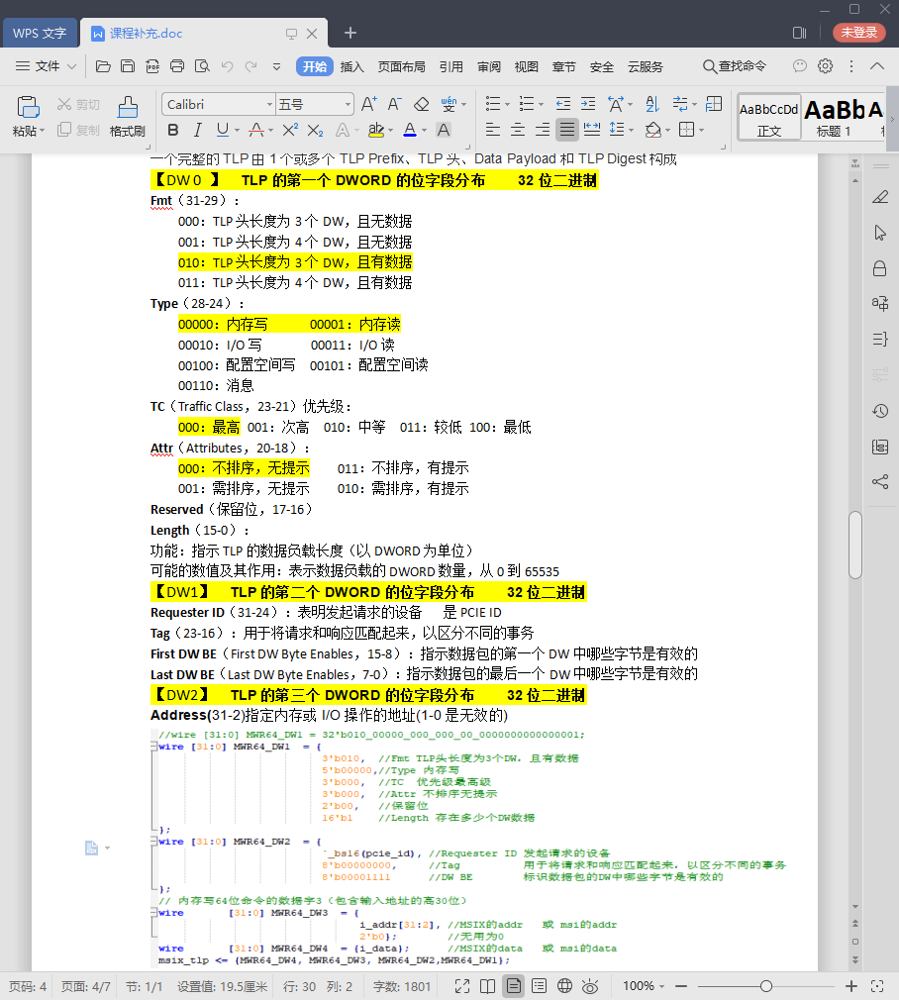 WPS 文字
课程补充.doc
未登录
文件
开始
插入
页面布局
引用
审阅
视图
章节
安全
云服务
查找命令
粘贴
剪切
复制
格式刷
Calibri
五号
AaBbCcDd
正文
AaBb
标题 1
一个完整的 TLP 由 1 个或多个 TLP Prefix、TLP 头、Data Payload 和 TLP Digest 构成
【DW 0 】 TLP 的第一个 DWORD 的位字段分布 32 位二进制
Fmt（31-29）：
000：TLP 头长度为 3 个 DW，且无数据
001：TLP 头长度为 4 个 DW，且无数据
010：TLP 头长度为 3 个 DW，且有数据
011：TLP 头长度为 4 个 DW，且有数据
Type（28-24）：
00000：内存写 00001：内存读
00010：I/O 写 00011：I/O 读
00100：配置空间写 00101：配置空间读
00110：消息
TC（Traffic Class，23-21）优先级：
000：最高 001：次高 010：中等 011：较低 100：最低
Attr（Attributes，20-18）：
000：不排序，无提示 011：不排序，有提示
001：需排序，无提示 010：需排序，有提示
Reserved（保留位，17-16）
Length（15-0）：
功能：指示 TLP 的数据负载长度（以 DWORD 为单位）
可能的数值及其作用：表示数据负载的 DWORD 数量，从 0 到 65535
【DW1】 TLP 的第二个 DWORD 的位字段分布 32 位二进制
Requester ID（31-24）：表明发起请求的设备 是 PCIE ID
Tag（23-16）：用于将请求和响应匹配起来，以区分不同的事务
First DW BE（First DW Byte Enables，15-8）：指示数据包的第一个 DW 中哪些字节是有效的
Last DW BE（Last DW Byte Enables，7-0）：指示数据包的最后一个 DW 中哪些字节是有效的
【DW2】 TLP 的第三个 DWORD 的位字段分布 32 位二进制
Address(31-2)指定内存或 I/O 操作的地址(1-0 是无效的)
//wire [31:0] MWR64_DW1 = 32'b010_00000_000_000_00_0000000000000001;
wire [31:0] MWR64_DW1 = {
3'b010, //Fmt TLP头长度为3个DW，且有数据
5'b00000,//Type 内存写
3'b000, //TC 优先级最高级
3'b000, //Attr 不排序无提示
2'b00, //保留位
16'b1 //Length 存在多少个DW数据
};
wire [31:0] MWR64_DW2 = {
`_bs16(pcie_id), //Requester ID 发起请求的设备
8'b00000000, //Tag 用于将请求和响应匹配起来，以区分不同的事务
8'b00001111 //DW BE 标识数据包的DW中哪些字节是有效的
};
// 内存写64位命令的数据字3（包含输入地址的高30位）
wire [31:0] MWR64_DW3 = {
i_addr[31:2], //MSIX的addr 或 msi的addr
2'b0}; //无用为0
wire [31:0] MWR64_DW4 = {i_data}; //MSIX的data 或 msi的data
msix_tlp <= {MWR64_DW4, MWR64_DW3, MWR64_DW2,MWR64_DW1};
页码: 4
页面: 4/7
节: 1/1
设置值: 19.5厘米
行: 30
列: 2
字数: 1801
100%